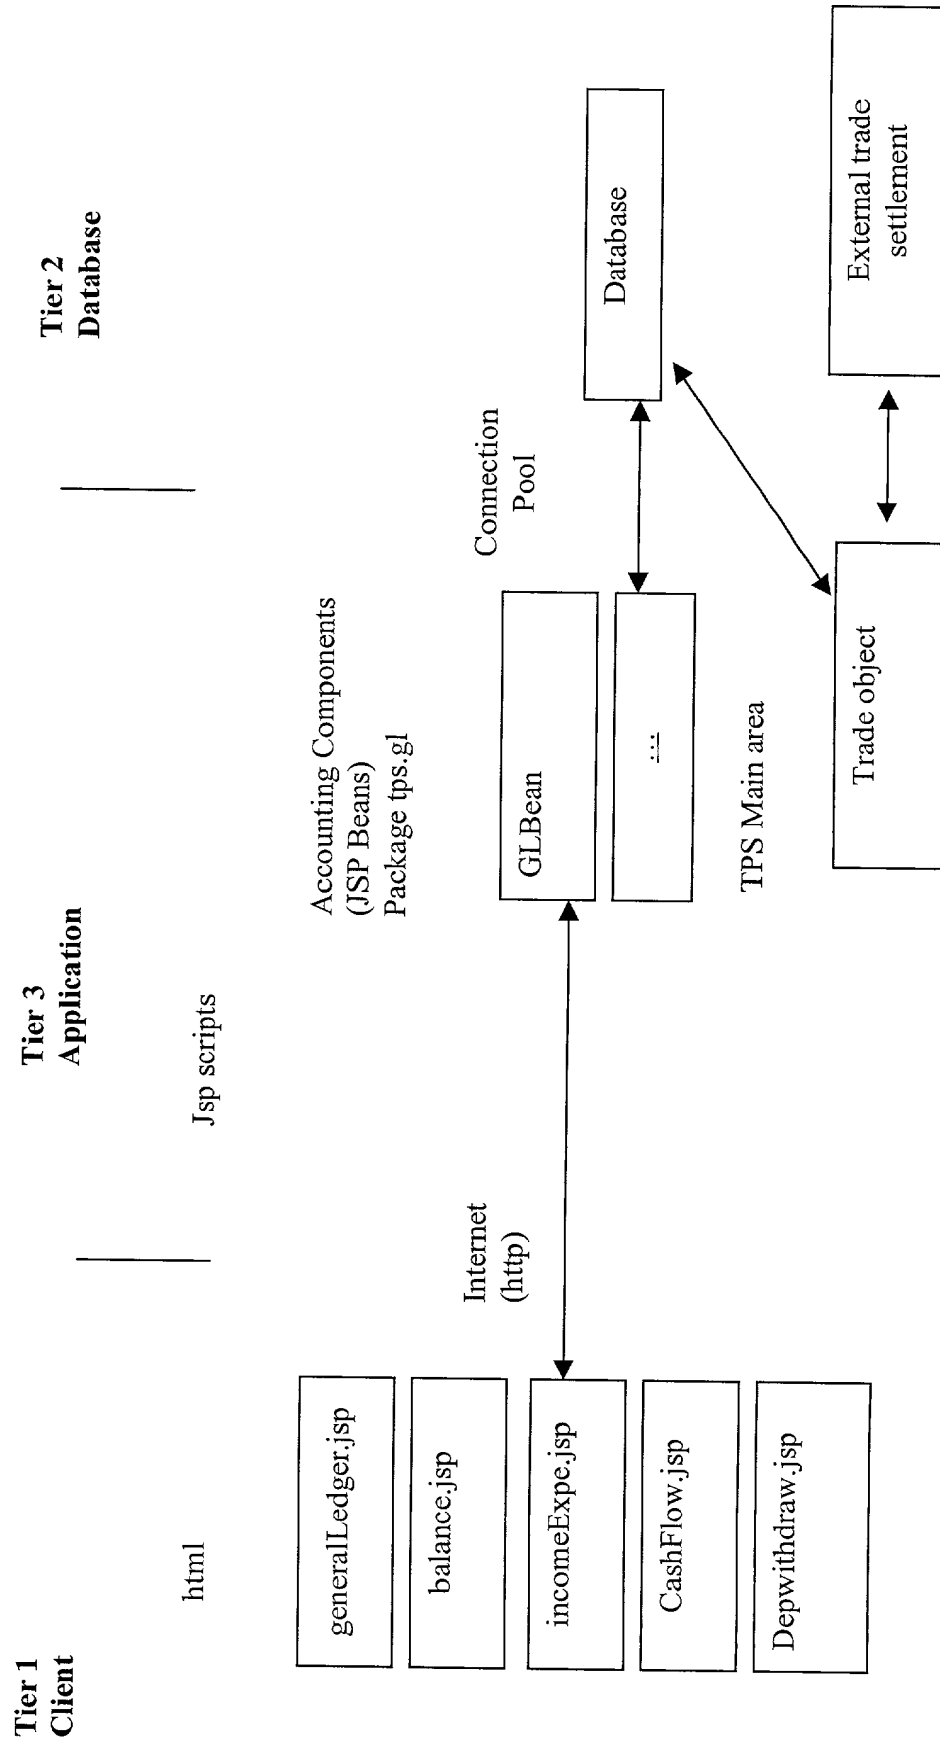 Tier 1
Client
Tier 3
Application
Tier 2
Database
html
Jsp scripts
Accounting Components
(JSP Beans)
Package tps.gl
generalLedger.jsp
balance.jsp
incomeExpe.jsp
CashFlow.jsp
Depwithdraw.jsp
Internet
(http)
GLBean
...
Connection
Pool
Database
TPS Main area
Trade object
External trade
settlement